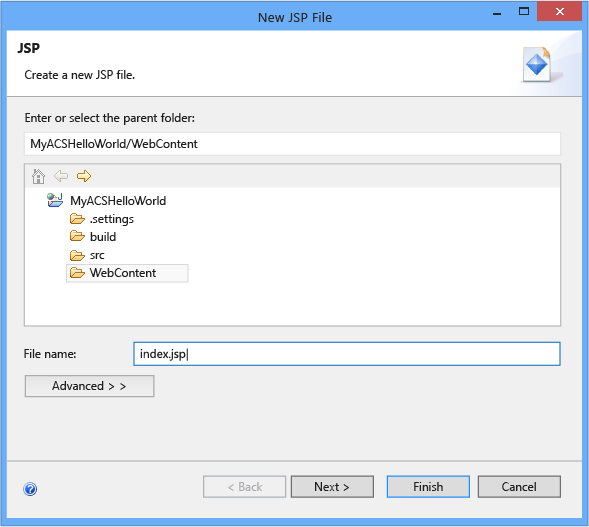 New JSP File
JSP
Create a new JSP file.
Enter or select the parent folder:
MyACSHelloWorld/WebContent
MyACSHelloWorld
.settings
build
src
WebContent
File name: index.jsp
Advanced > >
< Back Next > Finish Cancel